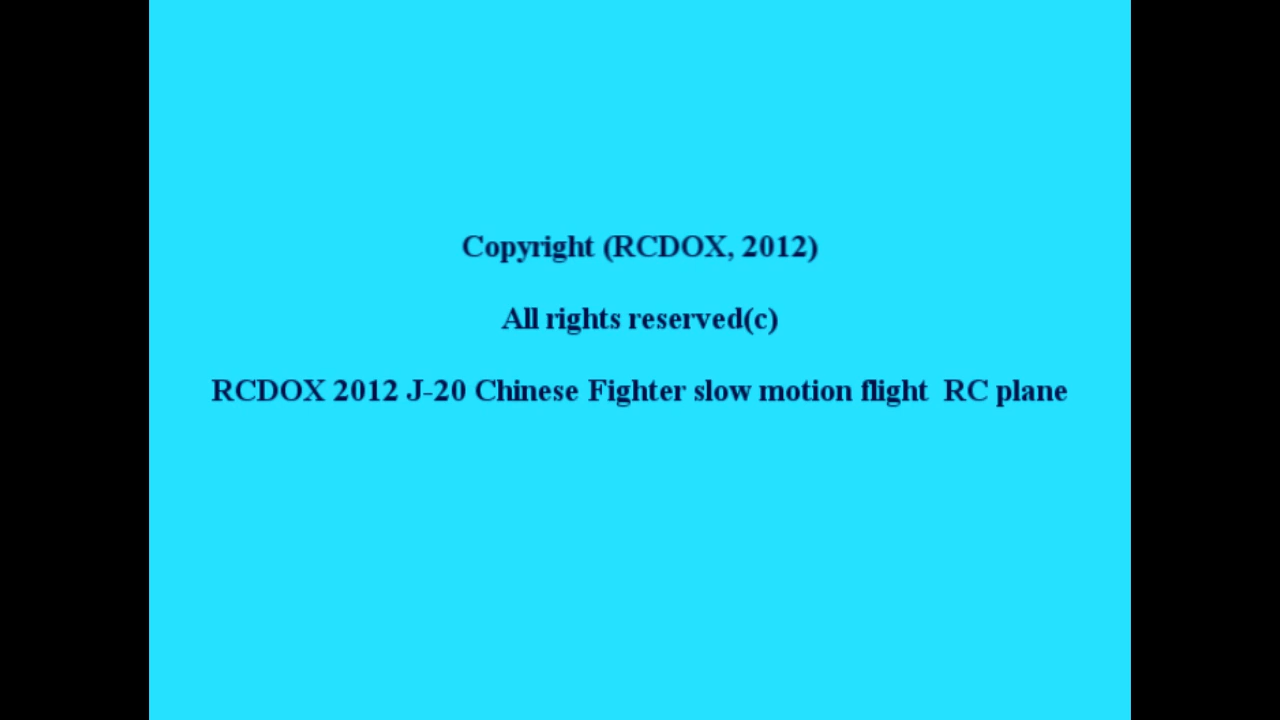 Copyright (RCDOX, 2012)
All rights reserved(c)
RCDOX 2012 J-20 Chinese Fighter slow motion flight  RC plane